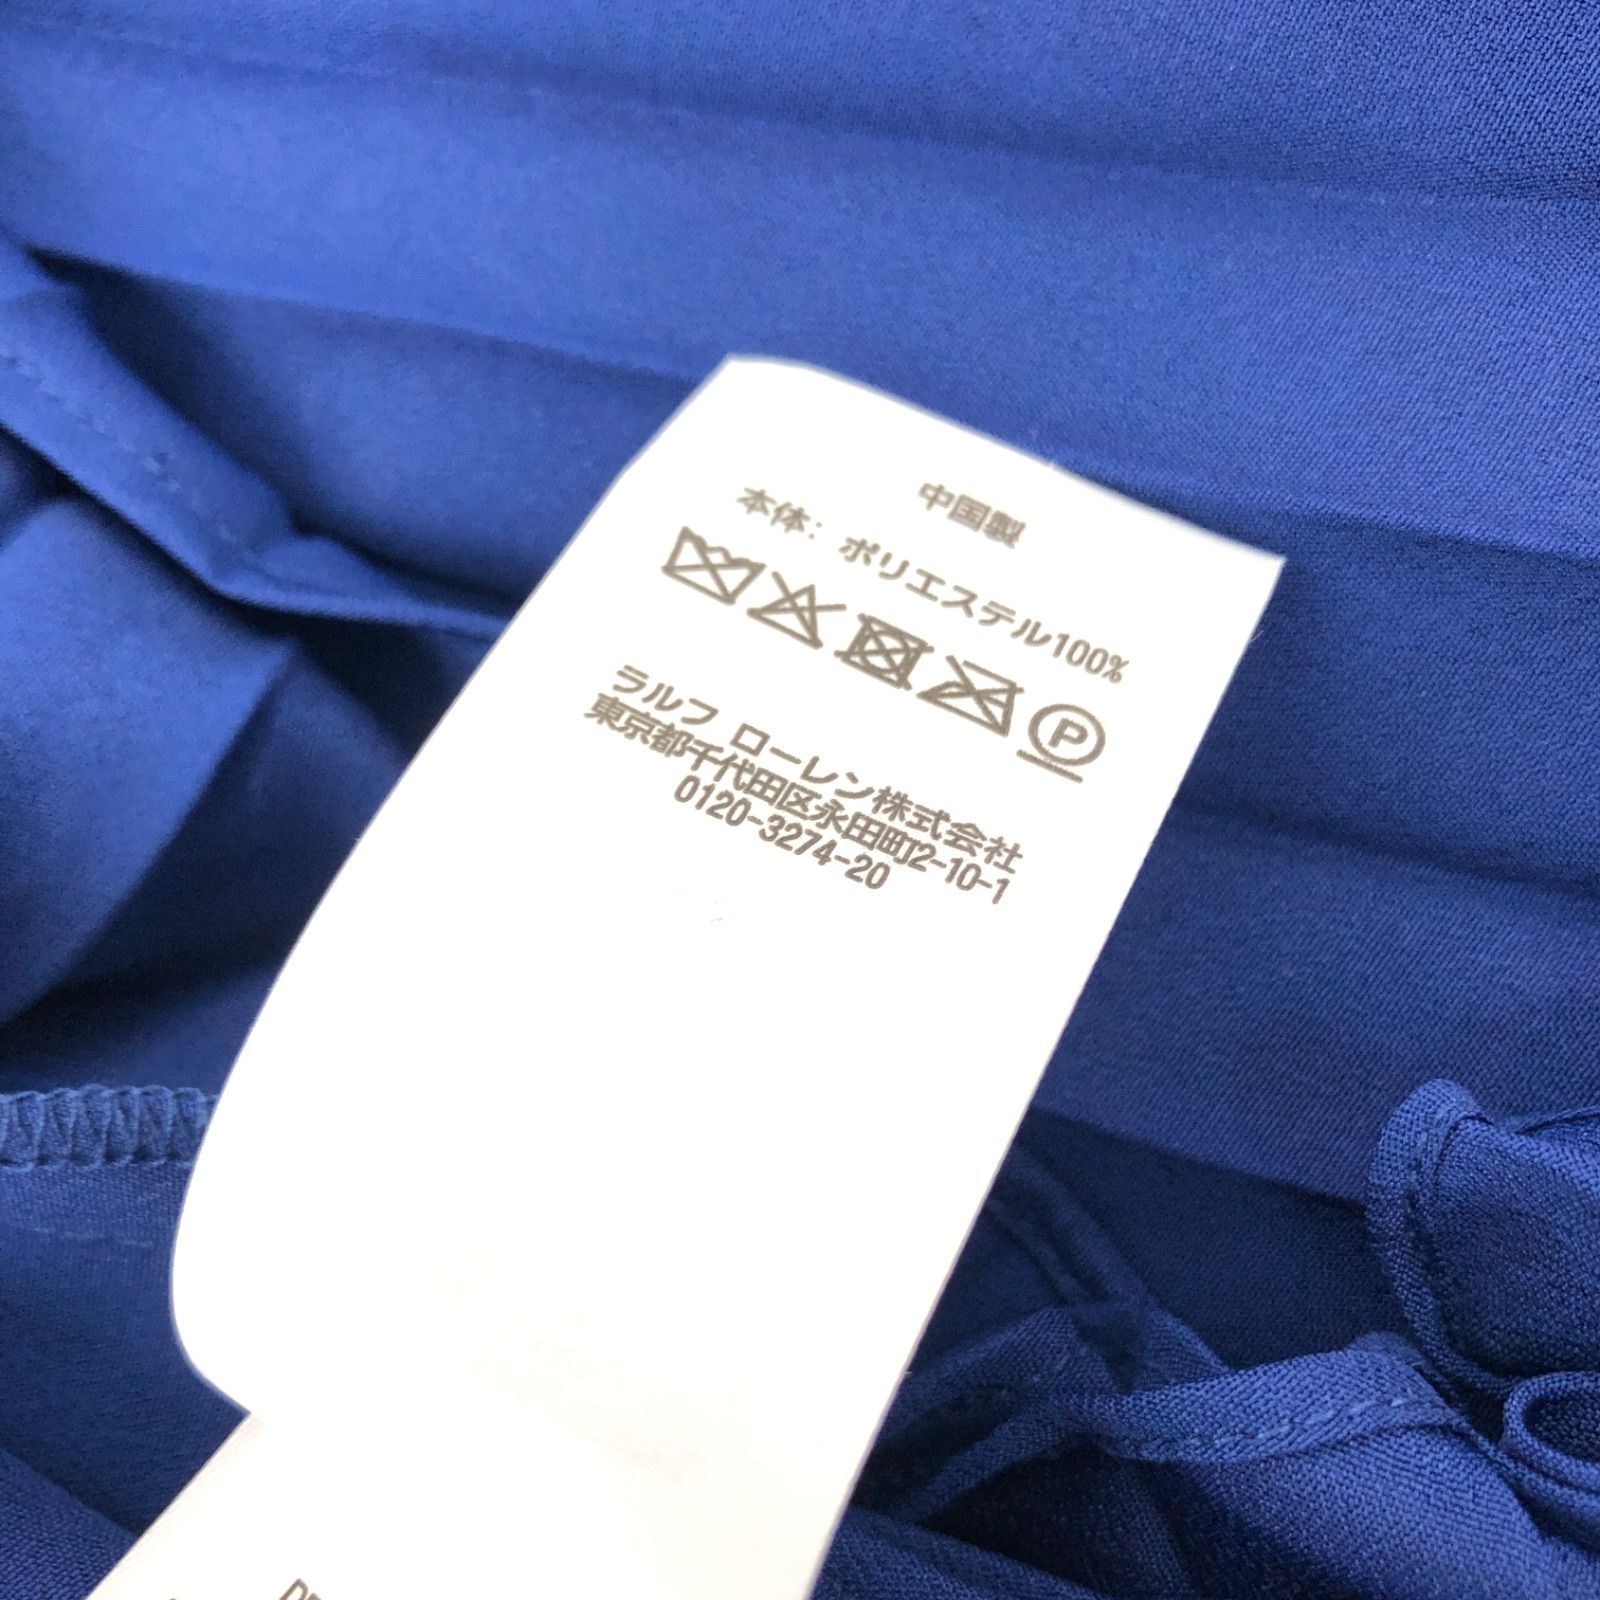 中国製
本体: ポリエステル100%
P
ラルフ ローレン株式会社
東京都千代田区永田町2-10-1
0120-3274-20